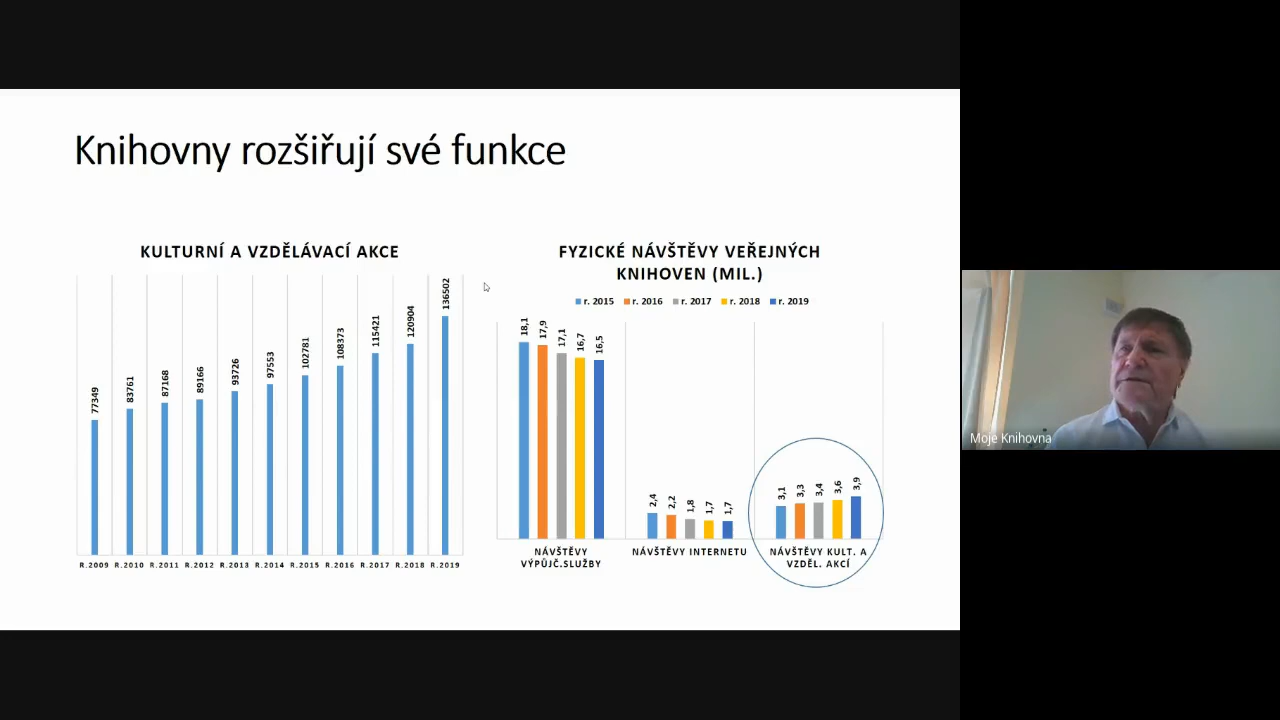 Knihovny rozšiřují své funkce
KULTURNÍ A VZDĚLÁVACÍ AKCE
77349
83761
87168
89166
93726
97553
102781
108373
115421
120904
136502
R.2009 R.2010 R.2011 R.2012 R.2013 R.2014 R.2015 R.2016 R.2017 R.2018 R.2019
FYZICKÉ NÁVŠTĚVY VEŘEJNÝCH
KNIHOVEN (MIL.)
r. 2015 r. 2016 r. 2017 r. 2018 r. 2019
18,1
17,9
17,1
16,7
16,5
2,4
2,2
1,8
1,7
1,7
3,1
3,3
3,4
3,6
3,9
NÁVŠTĚVY
VÝPŮJČ.SLUŽBY
NÁVŠTĚVY INTERNETU
NÁVŠTĚVY KULT. A
VZDĚL. AKCÍ
Moje Knihovna